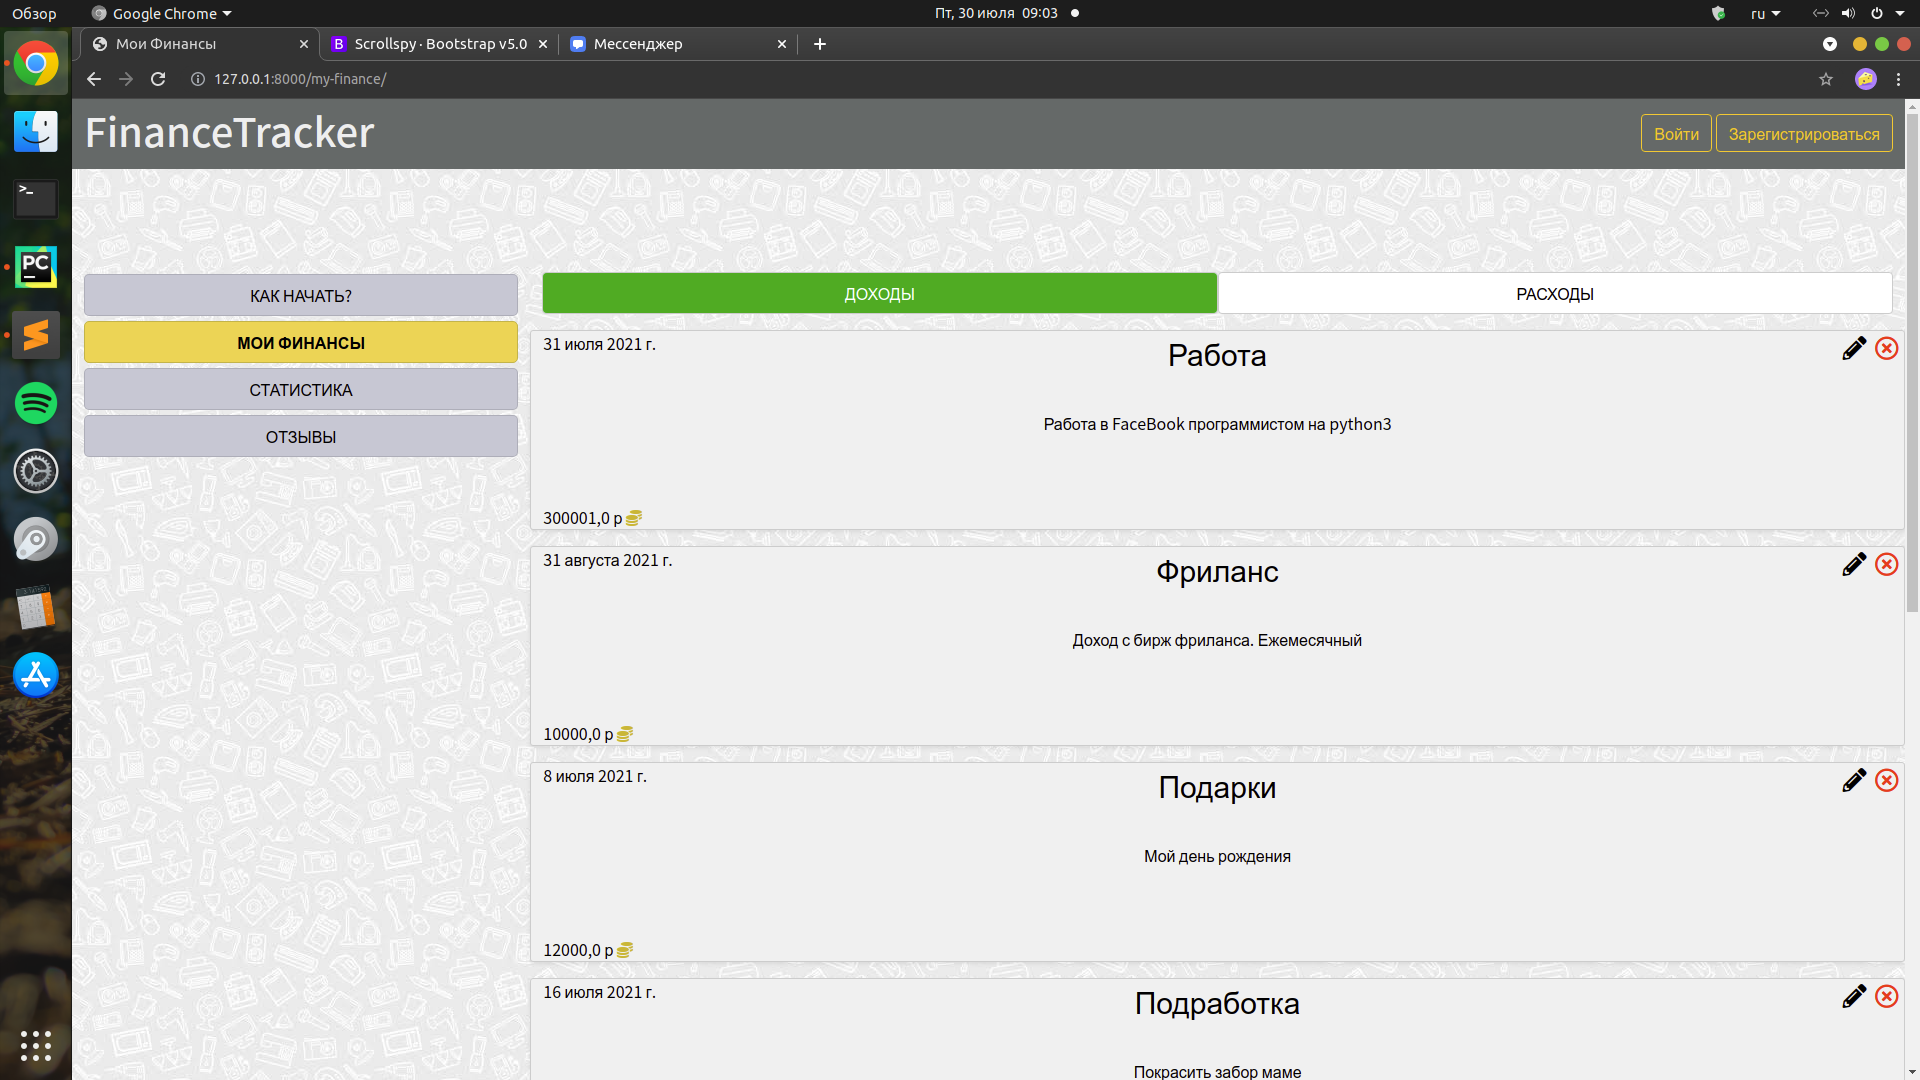 Обзор
Google Chrome
Пт, 30 июля 09:03
ru
Мои Финансы
Scrollspy · Bootstrap v5.0
Мессенджер
127.0.0.1:8000/my-finance/
FinanceTracker
Войти
Зарегистрироваться
КАК НАЧАТЬ?
МОИ ФИНАНСЫ
СТАТИСТИКА
ОТЗЫВЫ
ДОХОДЫ
РАСХОДЫ
31 июля 2021 г.
Работа
Работа в FaceBook программистом на python3
300001,0 р
31 августа 2021 г.
Фриланс
Доход с бирж фриланса. Ежемесячный
10000,0 р
8 июля 2021 г.
Подарки
Мой день рождения
12000,0 р
16 июля 2021 г.
Подработка
Покрасить забор маме
PC